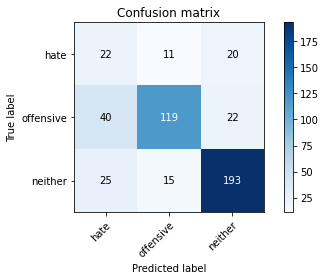 Confusion matrix
True label
hate
22
11
20
offensive
40
119
22
neither
25
15
193
hate
offensive
neither
Predicted label
175
150
125
100
75
50
25